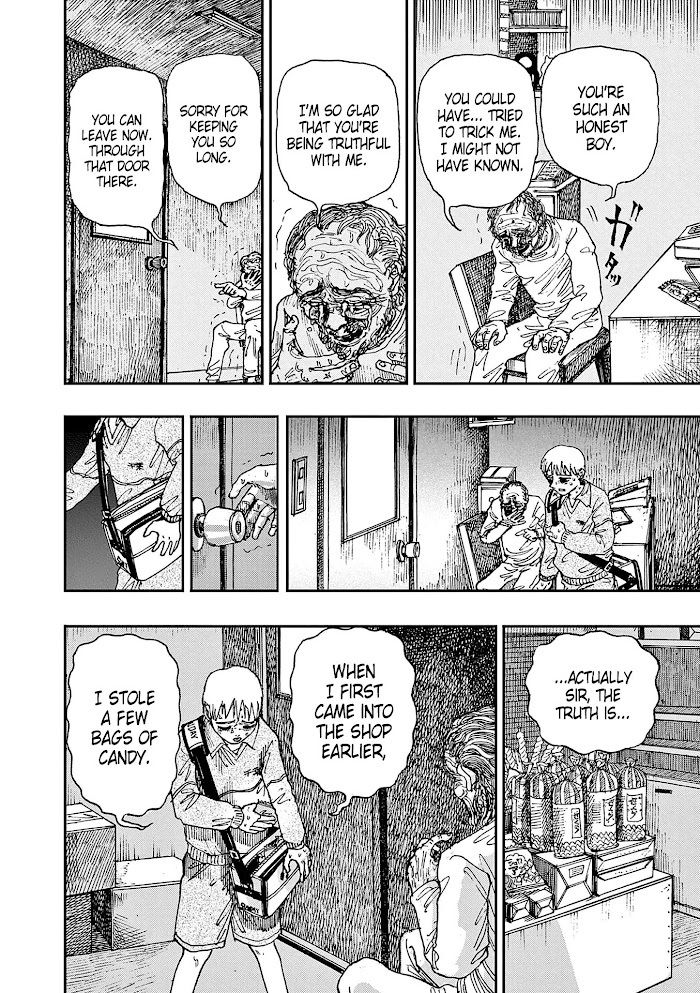 YOU'RE
SUCH AN
HONEST
BOY.
YOU COULD
HAVE... TRIED
TO TRICK ME.
I MIGHT NOT
HAVE KNOWN.
ガタッ
I'M SO GLAD
THAT YOU'RE
BEING TRUTHFUL
WITH ME.
SORRY FOR
KEEPING
YOU SO
LONG.
YOU CAN
LEAVE NOW.
THROUGH
THAT DOOR
THERE.
...ACTUALLY
SIR, THE
TRUTH IS...
WHEN
I FIRST
CAME INTO
THE SHOP
EARLIER,
I STOLE
A FEW
BAGS OF
CANDY.